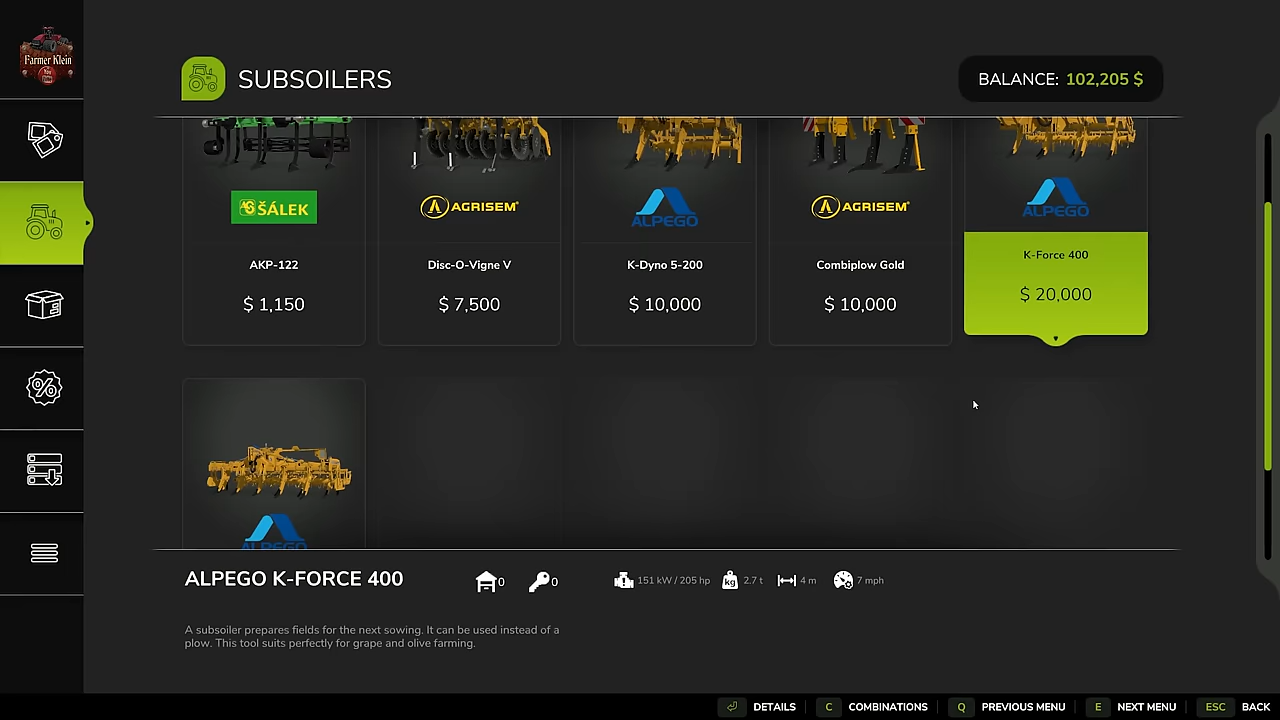 Farmer Klein
You
SUBSOILERS
BALANCE: 102,205 $
ŠÁLEK
AGRISEM
ALPEGO
AGRISEM
ALPEGO
AKP-122
Disc-O-Vigne V
K-Dyno 5-200
Combiplow Gold
K-Force 400
$ 1,150
$ 7,500
$ 10,000
$ 10,000
$ 20,000
ALPEGO
ALPEGO K-FORCE 400
0
0
151 kW / 205 hp
kg
2.7 t
4 m
7 mph
A subsoiler prepares fields for the next sowing. It can be used instead of a
plow. This tool suits perfectly for grape and olive farming.
DETAILS
C COMBINATIONS
Q PREVIOUS MENU
E NEXT MENU
ESC BACK